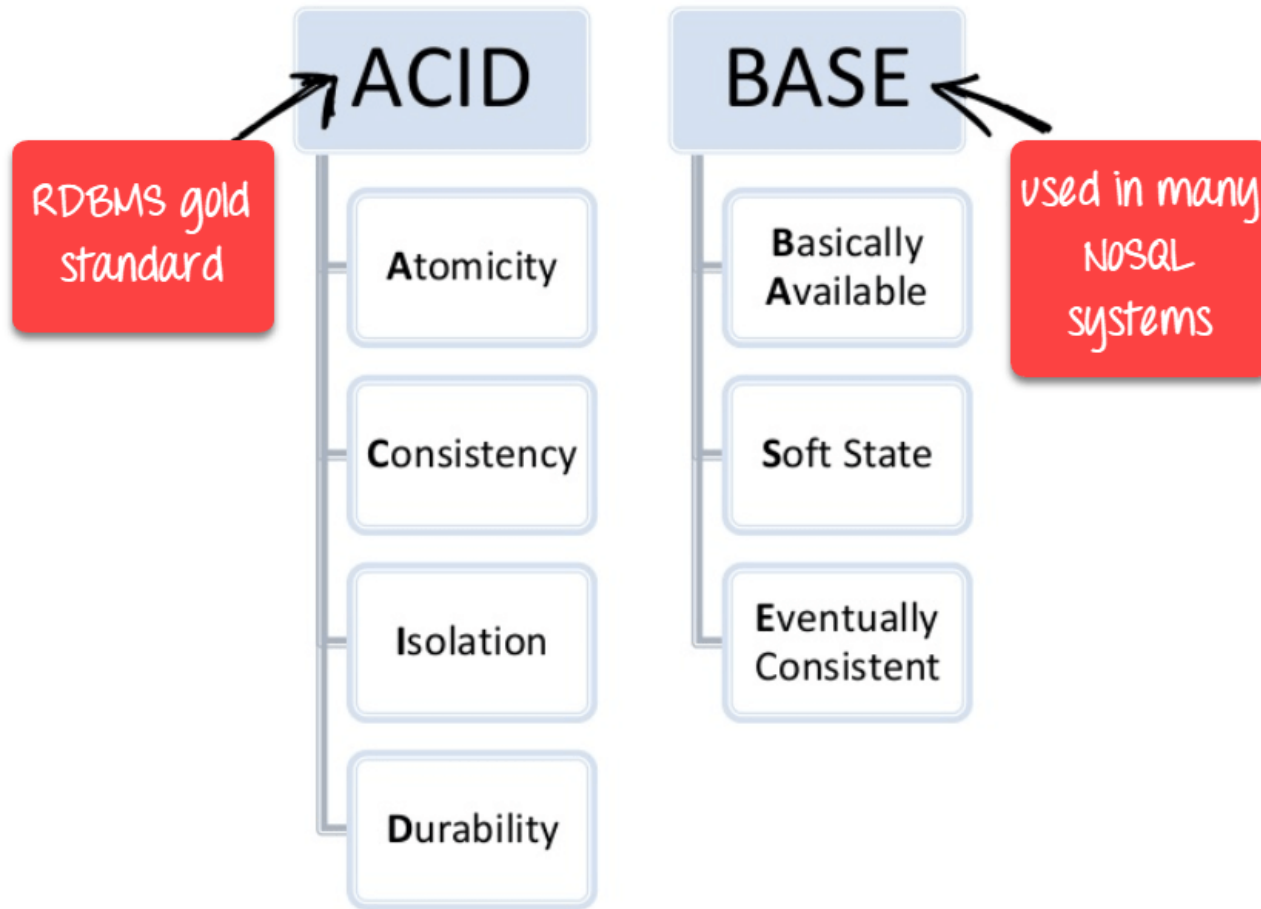 ACID
BASE
RDBMS gold
standard
used in many
NOSQL
systems
Atomicity
Consistency
Isolation
Durability
Basically
Available
Soft State
Eventually
Consistent